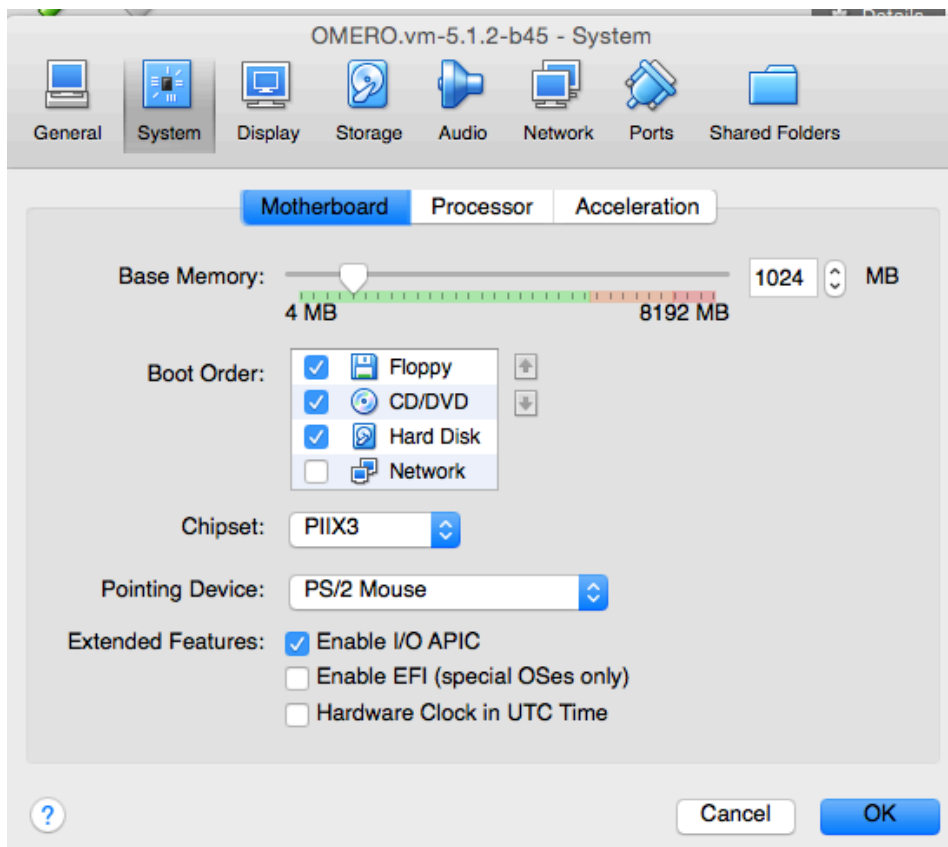 Details
OMERO.vm-5.1.2-b45 - System
General System Display Storage Audio Network Ports Shared Folders
Motherboard Processor Acceleration
Base Memory: 1024 MB
4 MB 8192 MB
Boot Order: Floppy
CD/DVD
Hard Disk
Network
Chipset: PIIX3
Pointing Device: PS/2 Mouse
Extended Features: Enable I/O APIC
Enable EFI (special OSes only)
Hardware Clock in UTC Time
? Cancel OK